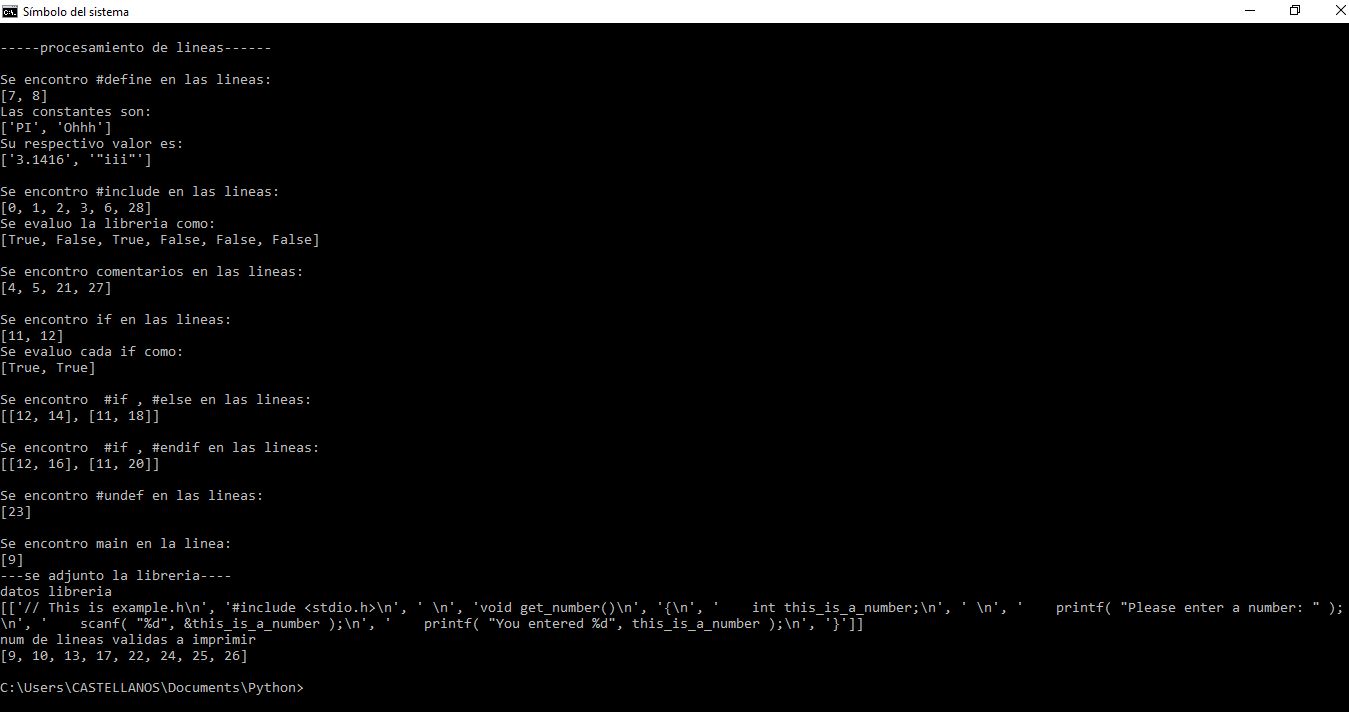 Símbolo del sistema
-----procesamiento de lineas------
Se encontro #define en las lineas:
[7, 8]
Las constantes son:
['PI', 'Ohhh']
Su respectivo valor es:
['3.1416', '"iii"']
Se encontro #include en las lineas:
[0, 1, 2, 3, 6, 28]
Se evaluo la libreria como:
[True, False, True, False, False, False]
Se encontro comentarios en las lineas:
[4, 5, 21, 27]
Se encontro if en las lineas:
[11, 12]
Se evaluo cada if como:
[True, True]
Se encontro  #if , #else en las lineas:
[[12, 14], [11, 18]]
Se encontro  #if , #endif en las lineas:
[[12, 16], [11, 20]]
Se encontro #undef en las lineas:
[23]
Se encontro main en la linea:
[9]
---se adjunto la libreria----
datos libreria
[['// This is example.h\n', '#include <stdio.h>\n', ' \n', 'void get_number()\n', '{\n', '    int this_is_a_number;\n', ' \n', '    printf( "Please enter a number: " );
\n', '    scanf( "%d", &this_is_a_number );\n', '    printf( "You entered %d", this_is_a_number );\n', '}']]
num de lineas validas a imprimir
[9, 10, 13, 17, 22, 24, 25, 26]
C:\Users\CASTELLANOS\Documents\Python>